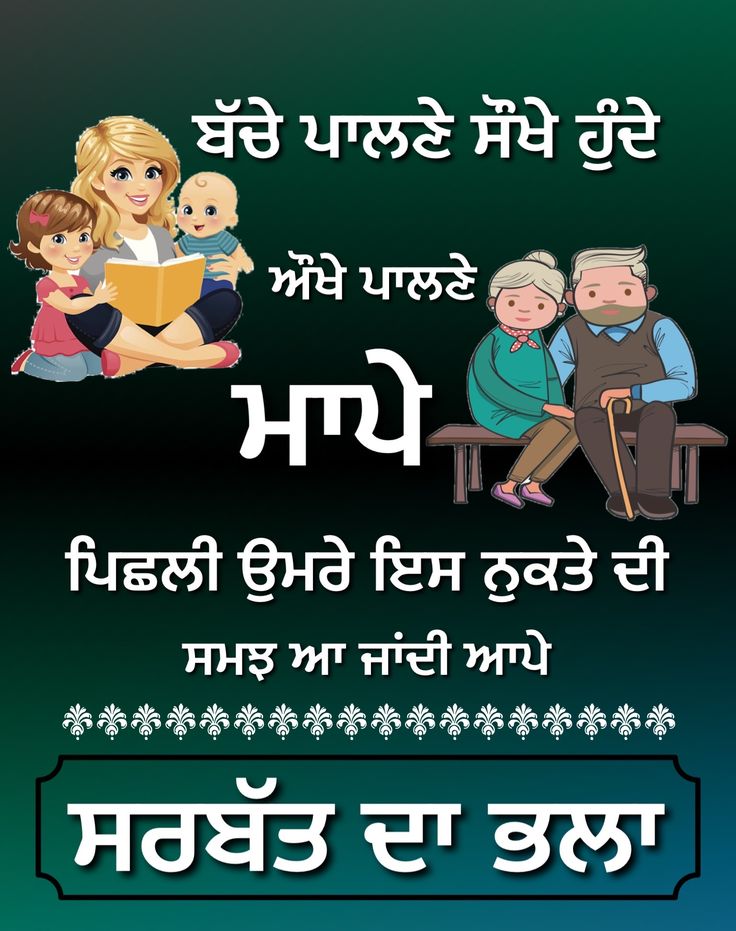 ਬੱਚੇ ਪਾਲਣੇ ਸੌਖੇ ਹੁੰਦੇ
ਔਖੇ ਪਾਲਣੇ
ਮਾਪੇ
ਪਿਛਲੀ ਉਮਰੇ ਇਸ ਨੁਕਤੇ ਦੀ
ਸਮਝ ਆ ਜਾਂਦੀ ਆਪੇ
ਸਰਬੱਤ ਦਾ ਭਲਾ